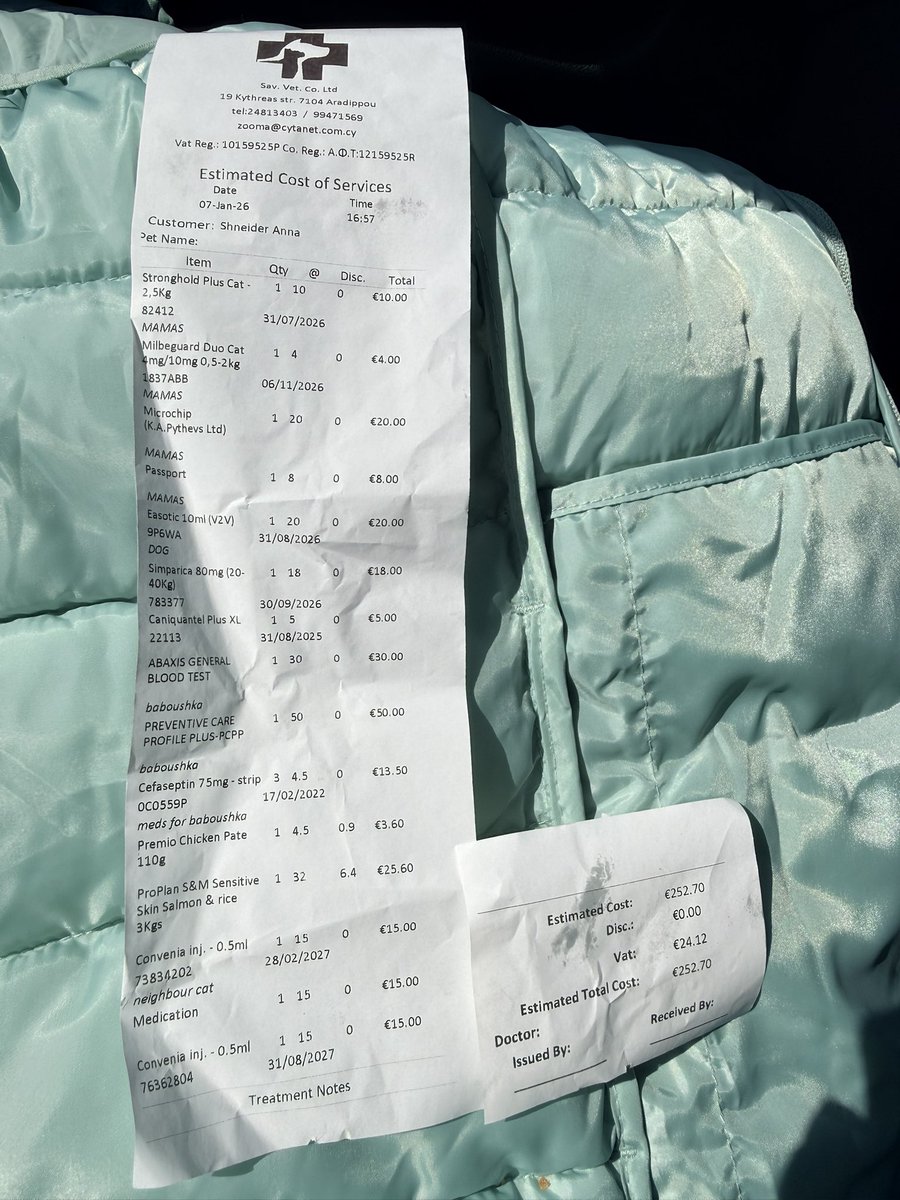 Sav. Vet. Co. Ltd
19 Kythreas str. 7104 Aradippou
tel:24813403 / 99471569
zooma@cytanet.com.cy
Vat Reg.: 10159525P Co. Reg.: Α.Φ.Τ:12159525R
Estimated Cost of Services
Date Time
07-Jan-26 16:57
Customer: Shneider Anna
Pet Name:
Item Qty @ Disc. Total
Stronghold Plus Cat - 1 10 0 €10.00
2,5Kg
82412 31/07/2026
MAMAS
Milbeguard Duo Cat 1 4 0 €4.00
4mg/10mg 0,5-2kg
1837ABB 06/11/2026
MAMAS
Microchip 1 20 0 €20.00
(K.A.Pythevs Ltd)
MAMAS
Passport 1 8 0 €8.00
MAMAS
Easotic 10ml (V2V) 1 20 0 €20.00
9P6WA 31/08/2026
DOG
Simparica 80mg (20- 1 18 0 €18.00
40Kg)
783377 30/09/2026
Caniquantel Plus XL 1 5 0 €5.00
22113 31/08/2025
ABAXIS GENERAL 1 30 0 €30.00
BLOOD TEST
baboushka
PREVENTIVE CARE 1 50 0 €50.00
PROFILE PLUS-PCPP
baboushka
Cefaseptin 75mg - strip 3 4.5 0 €13.50
0C0559P 17/02/2022
meds for baboushka
Premio Chicken Pate 1 4.5 0.9 €3.60
110g
ProPlan S&M Sensitive 1 32 6.4 €25.60
Skin Salmon & rice
3Kgs
Convenia inj. - 0.5ml 1 15 0 €15.00
73834202 28/02/2027
neighbour cat
Medication 1 15 0 €15.00
Convenia inj. - 0.5ml 1 15 0 €15.00
76362804 31/08/2027
Treatment Notes
Estimated Cost: €252.70
Disc.: €0.00
Vat: €24.12
Estimated Total Cost: €252.70
Doctor:
Issued By: Received By: